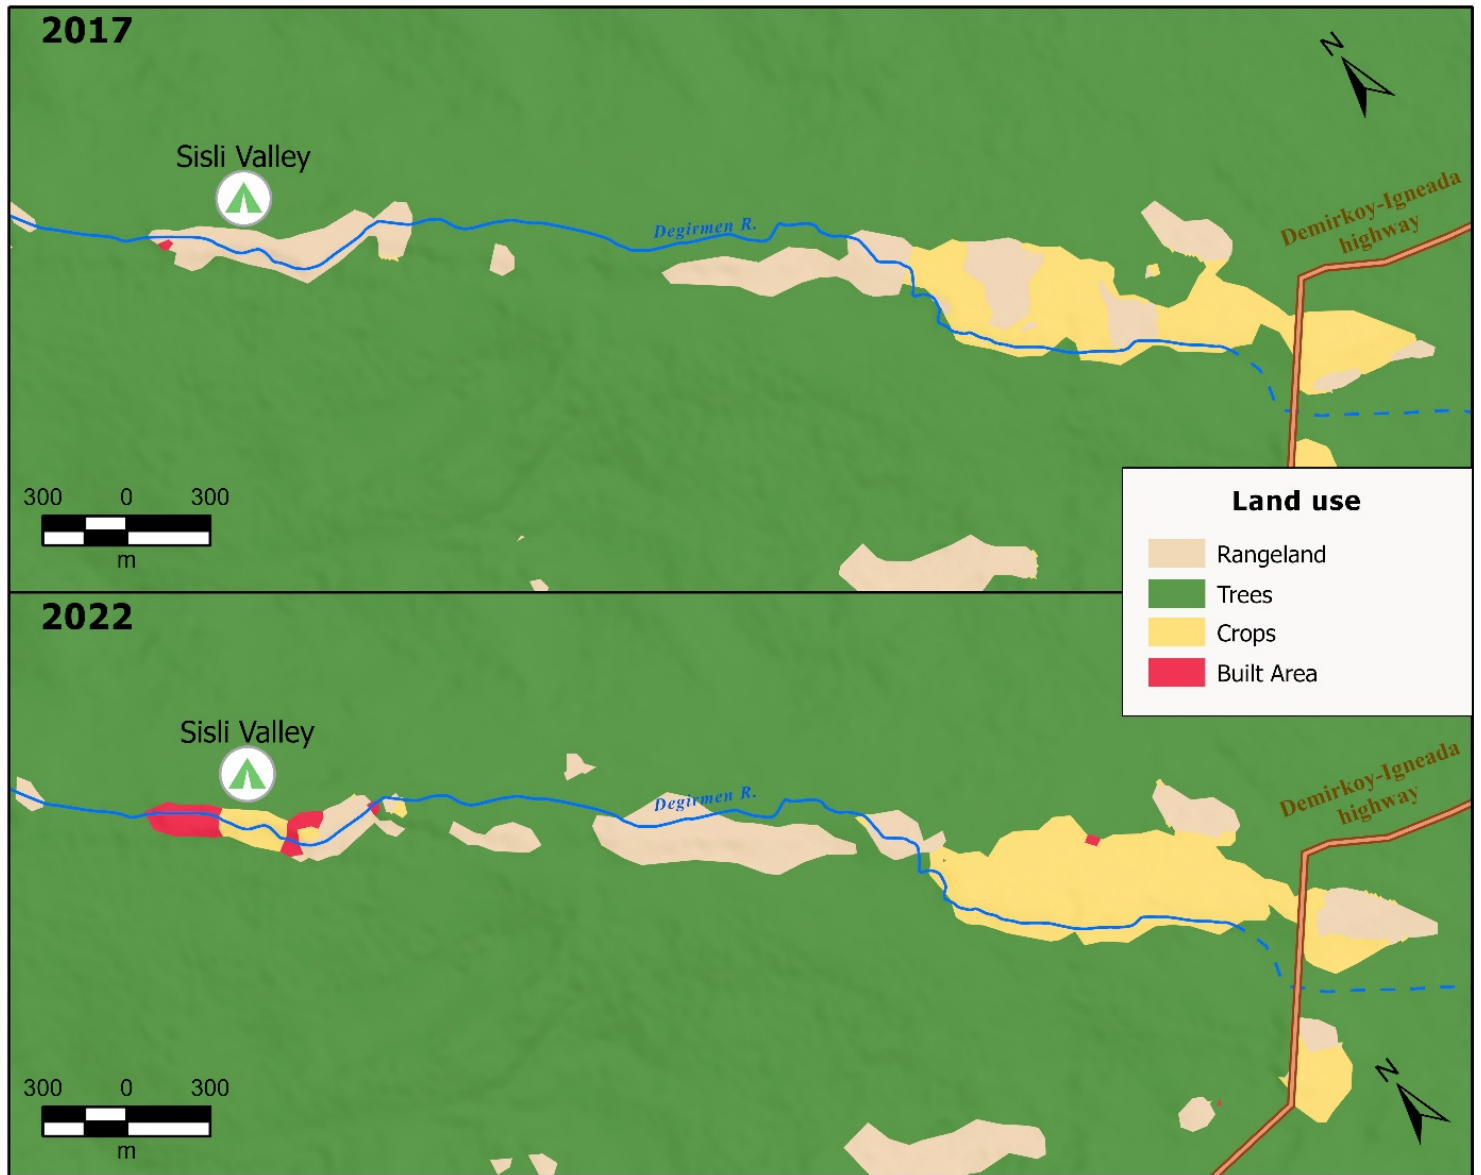 2017
N
Sisli Valley
Degirmen R.
Demirkoy-Igneada
highway
300 0 300
m
Land use
Rangeland
Trees
Crops
Built Area
2022
Sisli Valley
Degirmen R.
Demirkoy-Igneada
highway
N
300 0 300
m